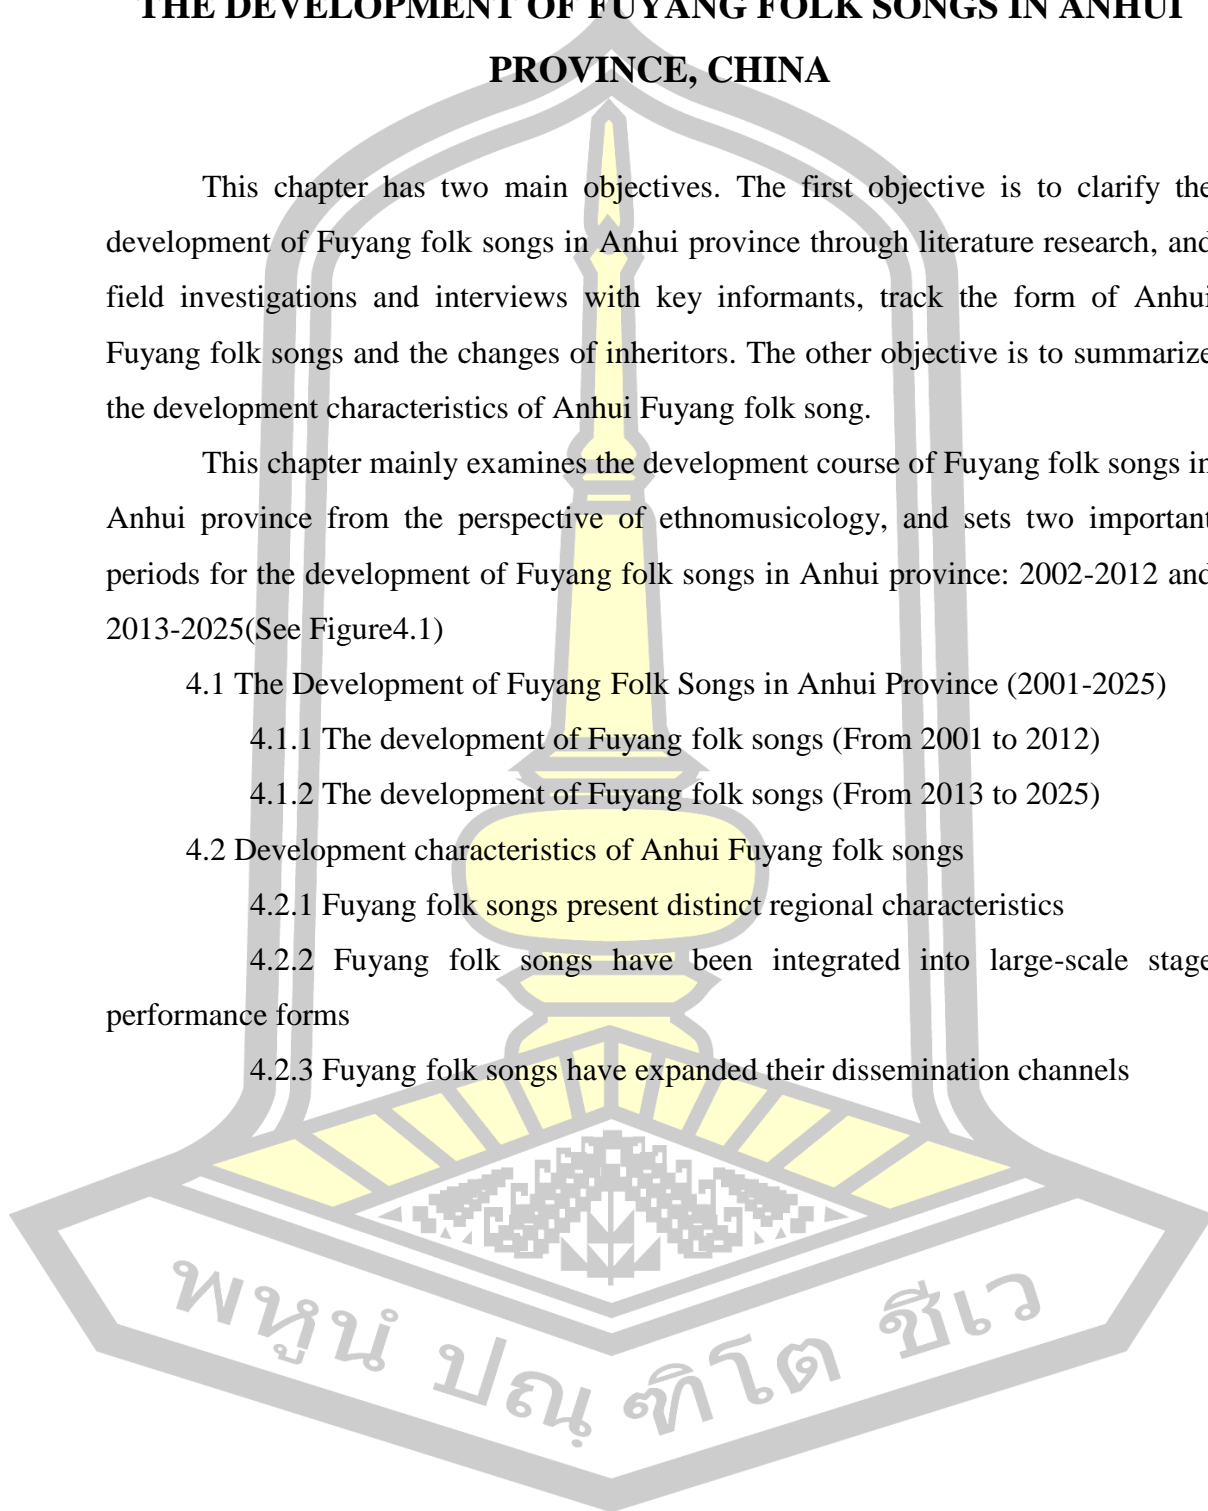 THE DEVELOPMENT OF FUYANG FOLK SONGS IN ANHUI
PROVINCE, CHINA
This chapter has two main objectives. The first objective is to clarify the
development of Fuyang folk songs in Anhui province through literature research, and
field investigations and interviews with key informants, track the form of Anhui
Fuyang folk songs and the changes of inheritors. The other objective is to summarize
the development characteristics of Anhui Fuyang folk song.
This chapter mainly examines the development course of Fuyang folk songs in
Anhui province from the perspective of ethnomusicology, and sets two important
periods for the development of Fuyang folk songs in Anhui province: 2002-2012 and
2013-2025(See Figure4.1)
4.1 The Development of Fuyang Folk Songs in Anhui Province (2001-2025)
4.1.1 The development of Fuyang folk songs (From 2001 to 2012)
4.1.2 The development of Fuyang folk songs (From 2013 to 2025)
4.2 Development characteristics of Anhui Fuyang folk songs
4.2.1 Fuyang folk songs present distinct regional characteristics
4.2.2 Fuyang folk songs have been integrated into large-scale stage
performance forms
4.2.3 Fuyang folk songs have expanded their dissemination channels
พหูนํ ปณฺฑิโต ชีเว